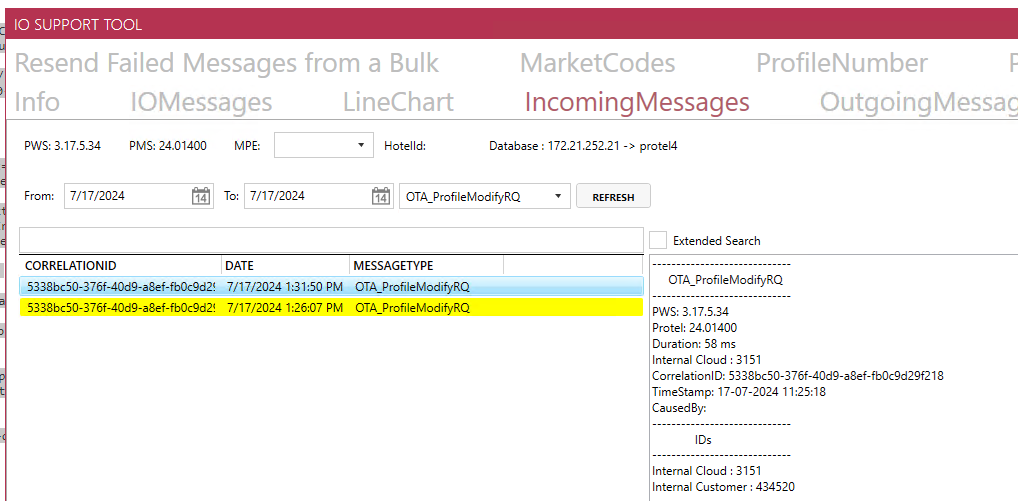 IO SUPPORT TOOL
Resend Failed Messages from a Bulk MarketCodes ProfileNumber
Info IOMessages LineChart IncomingMessages OutgoingMessag
PWS: 3.17.5.34 PMS: 24.01400 MPE: HotelId: Database : 172.21.252.21 -> protel4
From: 7/17/2024 14 To: 7/17/2024 14 OTA_ProfileModifyRQ REFRESH
Extended Search
CORRELATIONID DATE MESSAGETYPE
5338bc50-376f-40d9-a8ef-fb0c9d29 7/17/2024 1:31:50 PM OTA_ProfileModifyRQ
5338bc50-376f-40d9-a8ef-fb0c9d29 7/17/2024 1:26:07 PM OTA_ProfileModifyRQ
------------------------------
OTA_ProfileModifyRQ
------------------------------
PWS: 3.17.5.34
Protel: 24.01400
Duration: 58 ms
Internal Cloud : 3151
CorrelationID: 5338bc50-376f-40d9-a8ef-fb0c9d29f218
TimeStamp: 17-07-2024 11:25:18
CausedBy:
------------------------------
IDs
------------------------------
Internal Cloud : 3151
Internal Customer : 434520